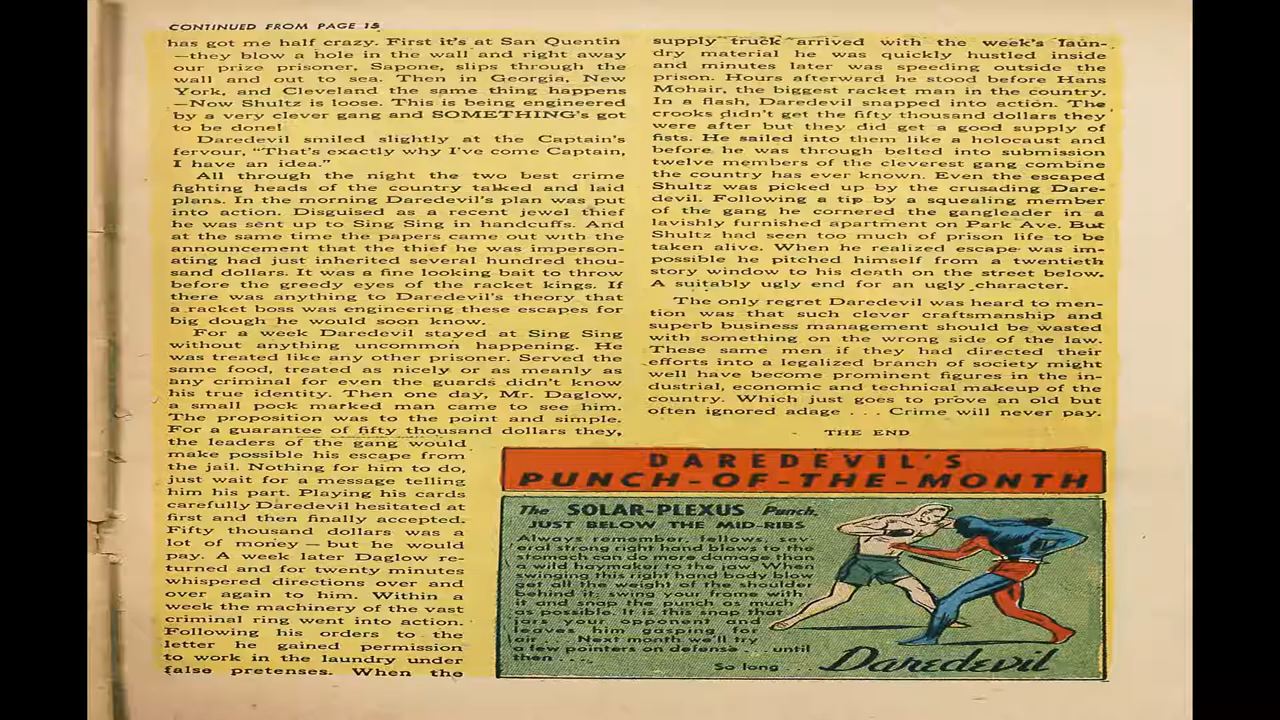 CONTINUED FROM PAGE 15
has got me half crazy. First it's at San Quentin
—they blow a hole in the wall and right away
our prize prisoner, Sapone, slips through the
wall and out to sea. Then in Georgia, New
York, and Cleveland the same thing happens
—Now Shultz is loose. This is being engineered
by a very clever gang and SOMETHING's got
to be done!
Daredevil smiled slightly at the Captain's
fervour, "That's exactly why I've come Captain,
I have an idea."
All through the night the two best crime
fighting heads of the country talked and laid
plans. In the morning Daredevil's plan was put
into action. Disguised as a recent jewel thief
he was sent up to Sing Sing in handcuffs. And
at the same time the papers came out with the
announcement that the thief he was imperson-
ating had just inherited several hundred thou-
sand dollars. It was a fine looking bait to throw
before the greedy eyes of the racket kings. If
there was anything to Daredevil's theory that
a racket boss was engineering these escapes for
big dough he would soon know.
For a week Daredevil stayed at Sing Sing
without anything uncommon happening. He
was treated like any other prisoner. Served the
same food, treated as nicely or as meanly as
any criminal for even the guards didn't know
his true identity. Then one day, Mr. Daglow,
a small pock marked man came to see him.
The proposition was to the point and simple.
For a guarantee of fifty thousand dollars they,
the leaders of the gang would
make possible his escape from
the jail. Nothing for him to do,
just wait for a message telling
him his part. Playing his cards
carefully Daredevil hesitated at
first and then finally accepted.
Fifty thousand dollars was a
lot of money — but he would
pay. A week later Daglow re-
turned and for twenty minutes
whispered directions over and
over again to him. Within a
week the machinery of the vast
criminal ring went into action.
Following his orders to the
letter he gained permission
to work in the laundry under
false pretenses. When the
supply truck arrived with the week's laun-
dry material he was quickly hustled inside
and minutes later was speeding outside the
prison. Hours afterward he stood before Hans
Mohair, the biggest racket man in the country.
In a flash, Daredevil snapped into action. The
crooks didn't get the fifty thousand dollars they
were after but they did get a good supply of
fists. He sailed into them like a holocaust and
before he was through belted into submission
twelve members of the cleverest gang combine
the country has ever known. Even the escaped
Shultz was picked up by the crusading Dare-
devil. Following a tip by a squealing member
of the gang he cornered the gangleader in a
lavishly furnished apartment on Park Ave. But
Shultz had seen too much of prison life to be
taken alive. When he realized escape was im-
possible he pitched himself from a twentieth
story window to his death on the street below.
A suitably ugly end for an ugly character.
The only regret Daredevil was heard to men-
tion was that such clever craftsmanship and
superb business management should be wasted
with something on the wrong side of the law.
These same men if they had directed their
efforts into a legalized branch of society might
well have become prominent figures in the in-
dustrial, economic and technical makeup of the
country. Which just goes to prove an old but
often ignored adage . . . Crime will never pay.
THE END
DAREDEVIL'S
PUNCH-OF-THE-MONTH
The SOLAR-PLEXUS Punch.
JUST BELOW THE MID-RIBS
Always remember, fellows, sev-
eral strong right hand blows to the
stomach can do more damage than
a wild haymaker to the jaw. When
swinging this right hand body blow
get all the weight of the shoulder
behind it, swing your frame with
it and snap the punch as much
as possible. It is this snap that
jars your opponent and
leaves him gasping for
air . . . Next month we'll try
a few pointers on defense . . . until
then . . . .
So long . . .
Daredevil